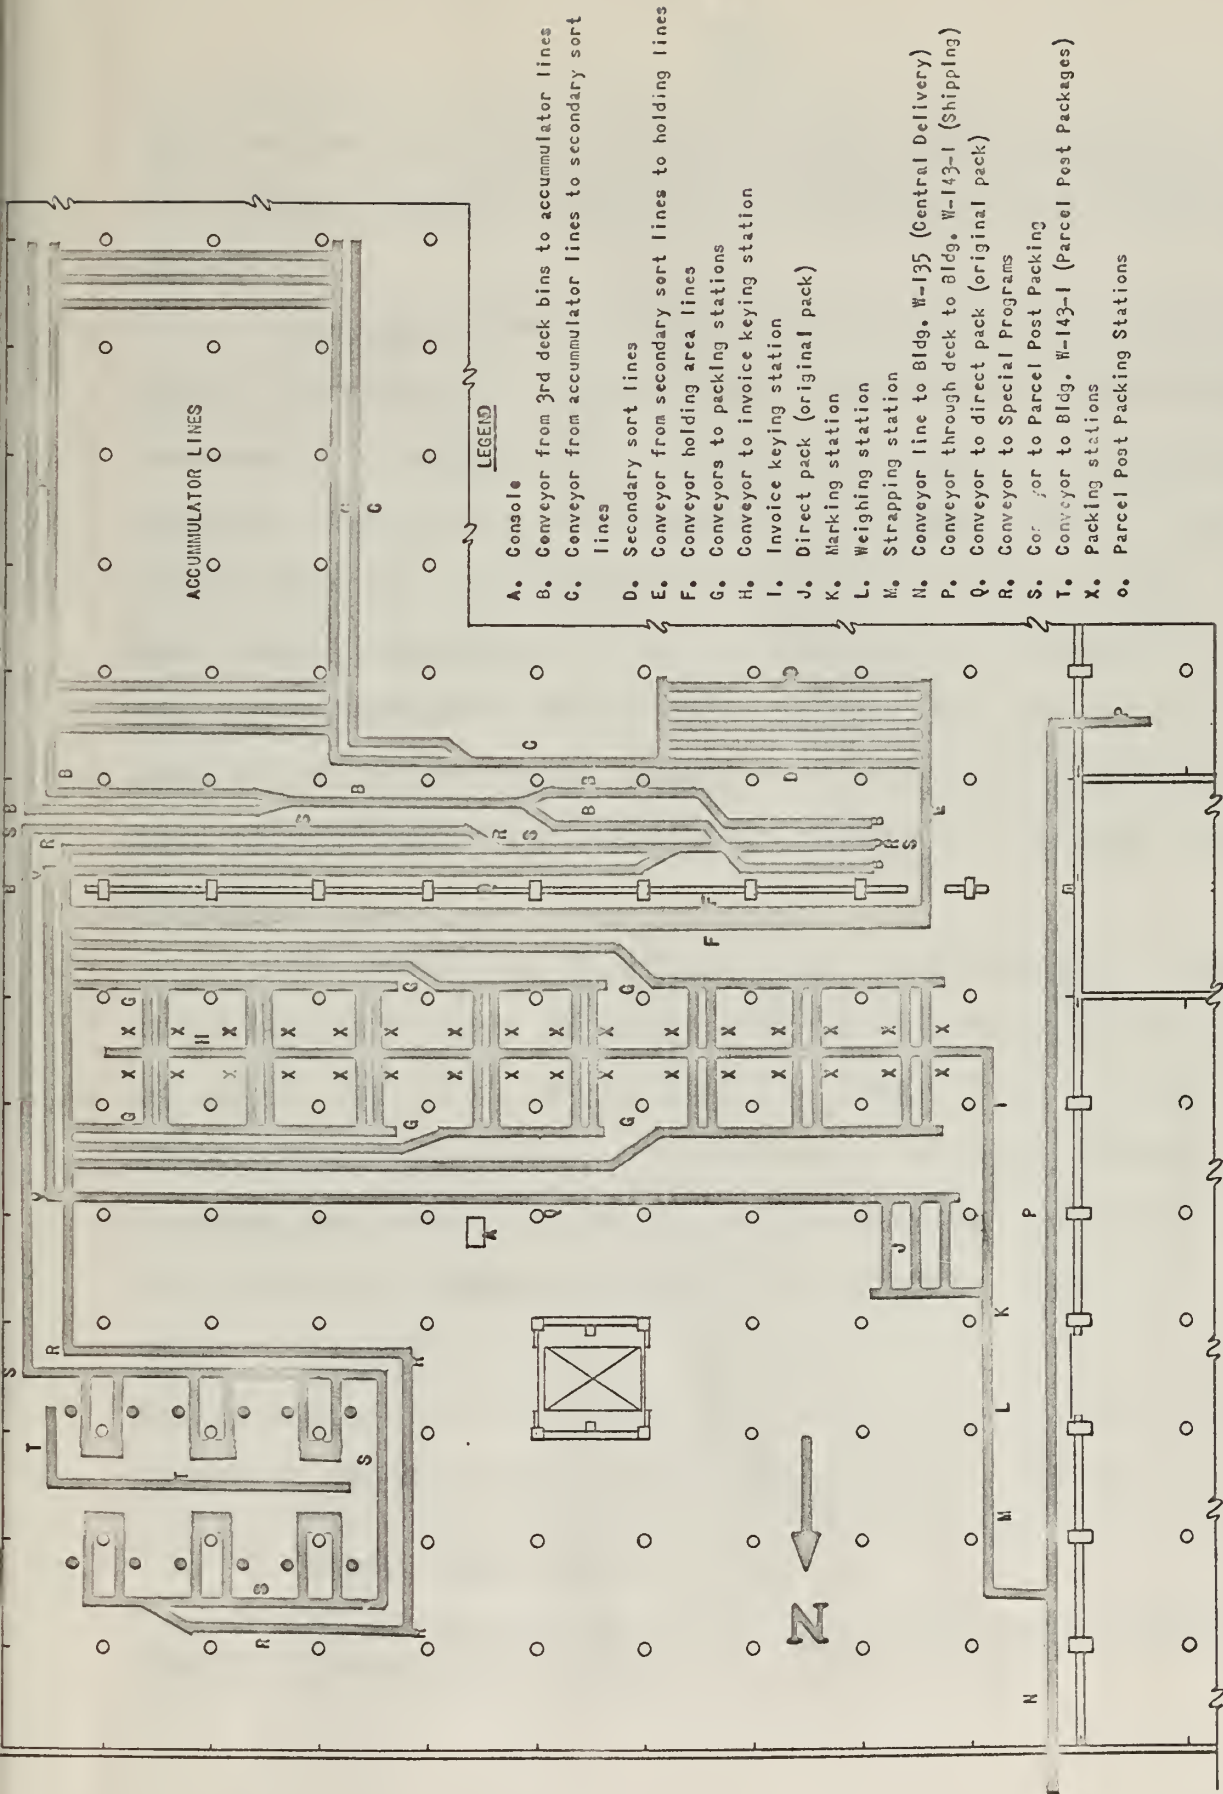 ACCUMMULATOR LINES
LEGEND
A. Console
B. Conveyor from 3rd deck bins to accummulator lines
C. Conveyor from accummulator lines to secondary sort
lines
D. Secondary sort lines
E. Conveyor from secondary sort lines to holding lines
F. Conveyor holding area lines
G. Conveyors to packing stations
H. Conveyor to invoice keying station
I. Invoice keying station
J. Direct pack (original pack)
K. Marking station
L. Weighing station
M. Strapping station
N. Conveyor line to Bldg. W-135 (Central Delivery)
P. Conveyor through deck to Bldg. W-143-1 (Shipping)
Q. Conveyor to direct pack (original pack)
R. Conveyor to Special Programs
S. to Parcel Post Packing
T. Conveyor to Bldg. W-143-1 (Parcel Post Packages)
X. Packing stations
o. Parcel Post Packing Stations
B
S
B
B
R
B
S
B
R
S
B
B
B
R
S
B
C
C
D
D
E
F
F
G
G
G
G
G
G
H
X X X X X X X X X X X X X X X X
X X X X X X X X X X X X X X X X
I
A
Q
J
K
L
M
N
P
P
S
R
T
T
S
S
R
N